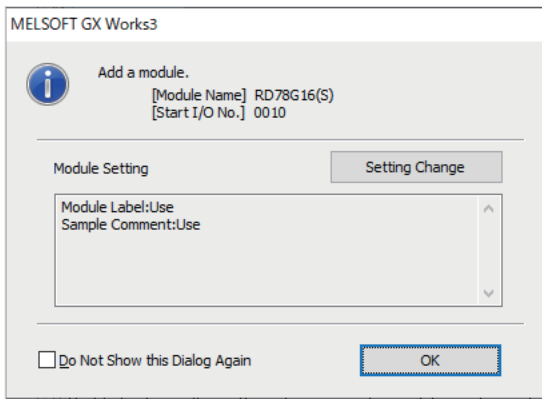 MELSOFT GX Works3
Add a module.
[Module Name] RD78G16(S)
[Start I/O No.] 0010
Module Setting
Setting Change
Module Label:Use
Sample Comment:Use
Do Not Show this Dialog Again
OK